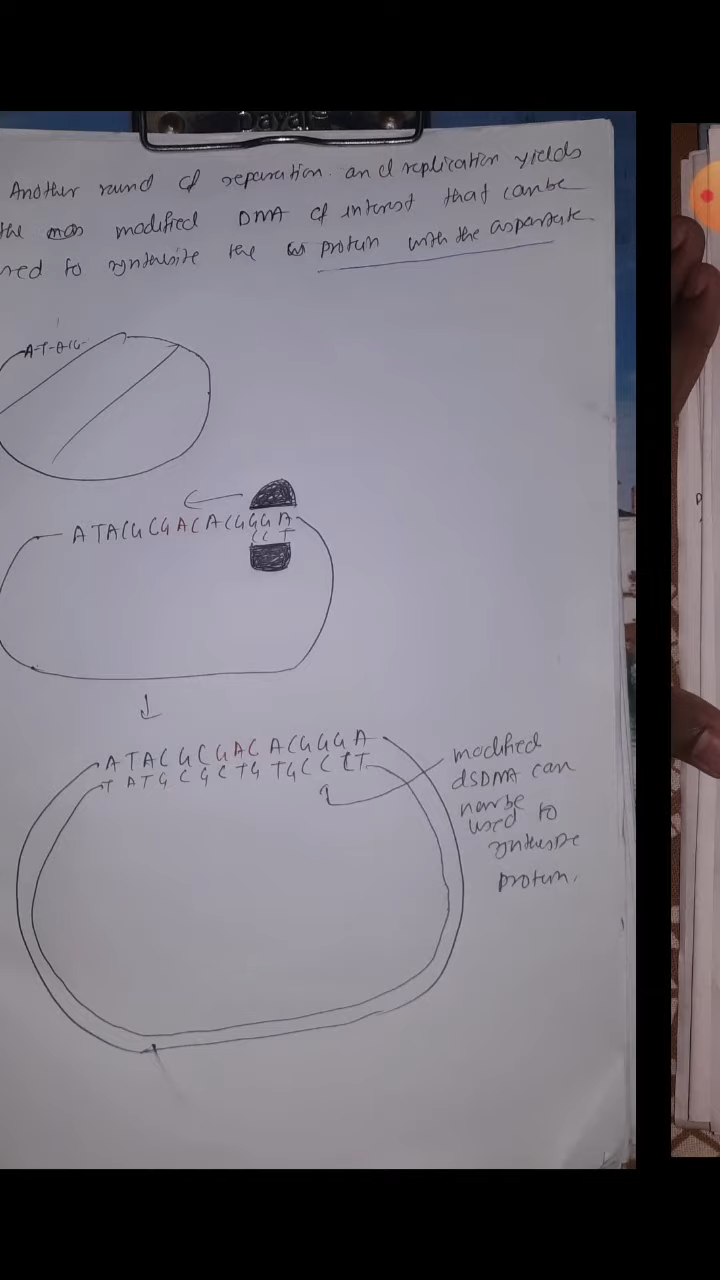 payal
Another round of separation and replication yields
the modified DNA of interest that can be
used to synthesize the protein with the aspartate.
A-T-A-C-G-
ATACGCGACACGGGA
CCT
ATACGCGACACGGGA
TATGCGCTGTGCCCT
modified
dsDNA can
now be
used to
synthesize
protein.